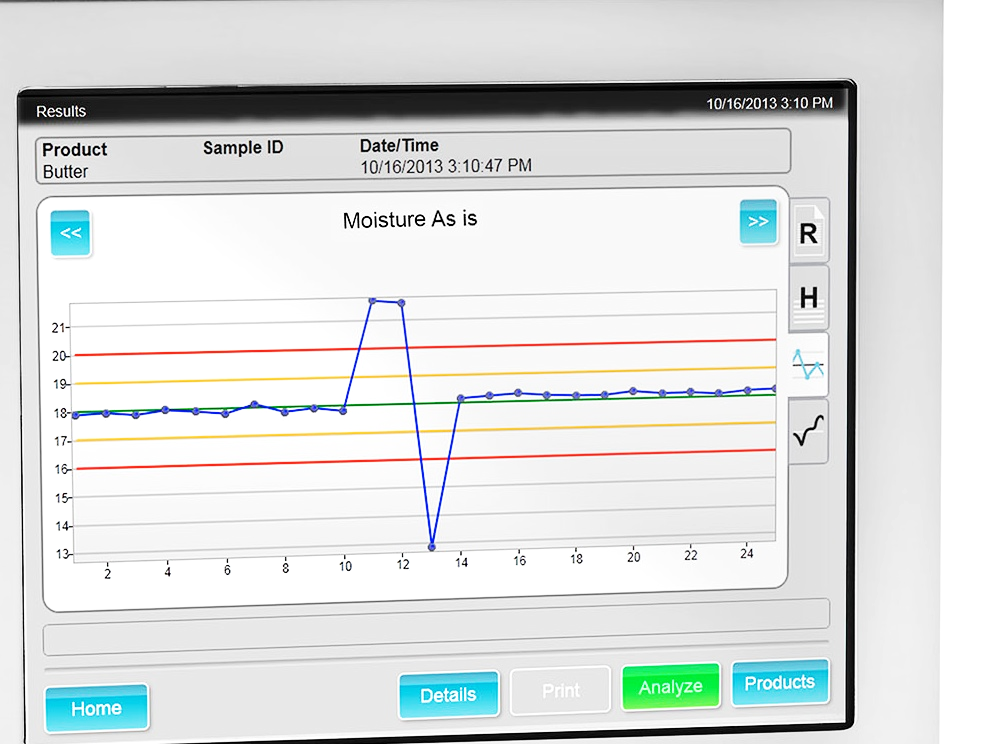 Results
10/16/2013 3:10 PM
Product
Sample ID
Date/Time
Butter
10/16/2013 3:10:47 PM
<<
Moisture As is
>>
R
H
21
20
19
18
17
16
15
14
13
2 4 6 8 10 12 14 16 18 20 22 24
Home
Details
Print
Analyze
Products